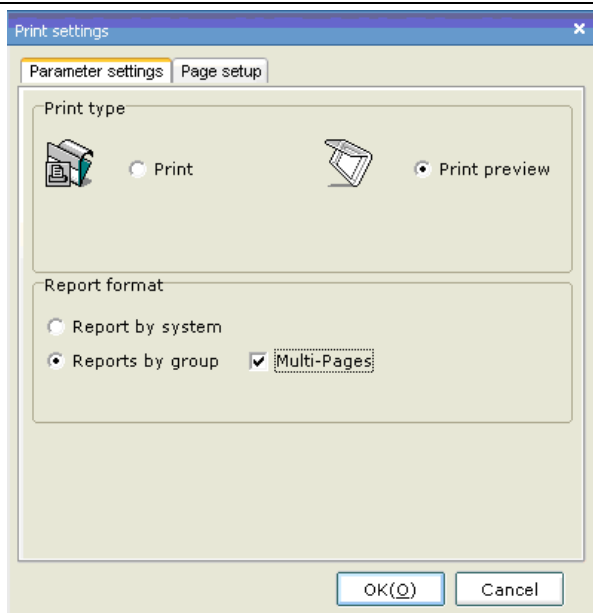 Print settings
Parameter settings Page setup
Print type
Print Print preview
Report format
Report by system
Reports by group Multi-Pages
OK(O) Cancel